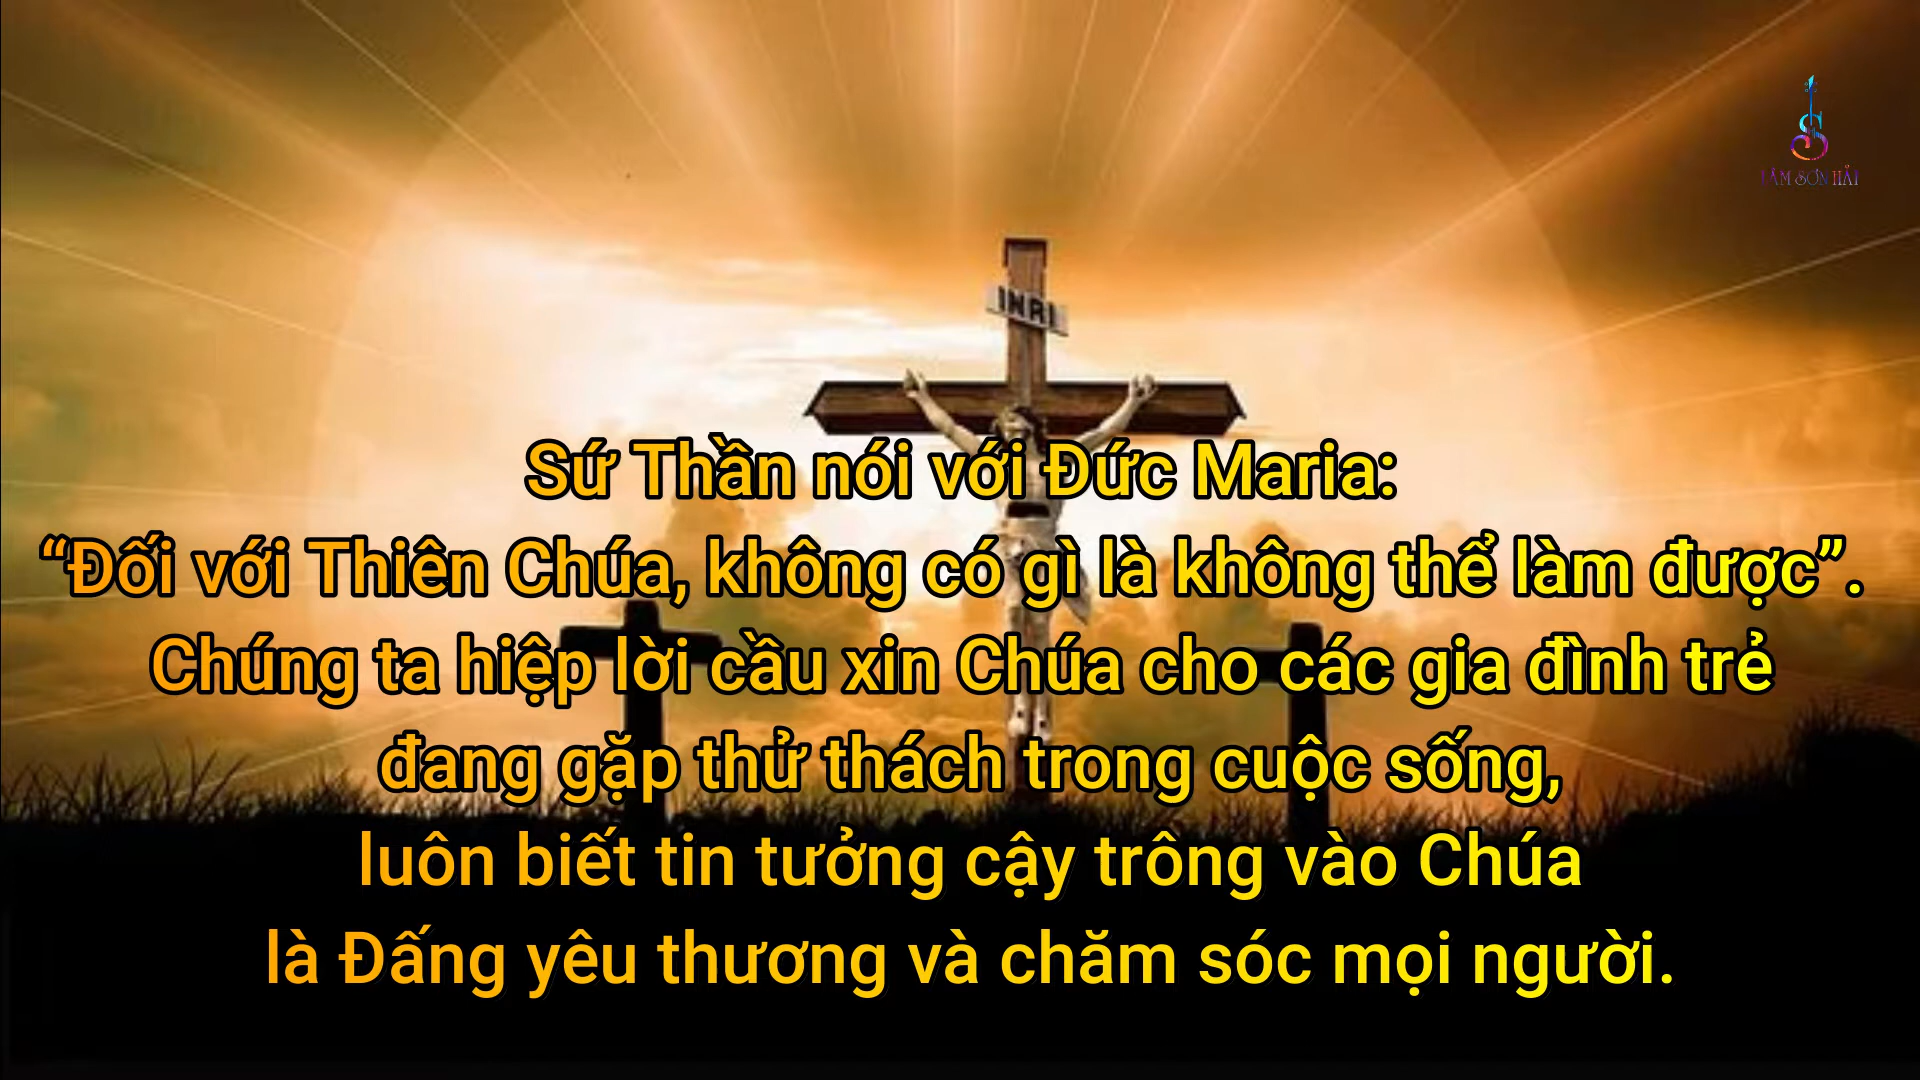 LÂM SƠN HẢI
INRI
Sứ Thần nói với Đức Maria:
“Đối với Thiên Chúa, không có gì là không thể làm được”.
Chúng ta hiệp lời cầu xin Chúa cho các gia đình trẻ
đang gặp thử thách trong cuộc sống,
luôn biết tin tưởng cậy trông vào Chúa
là Đấng yêu thương và chăm sóc mọi người.